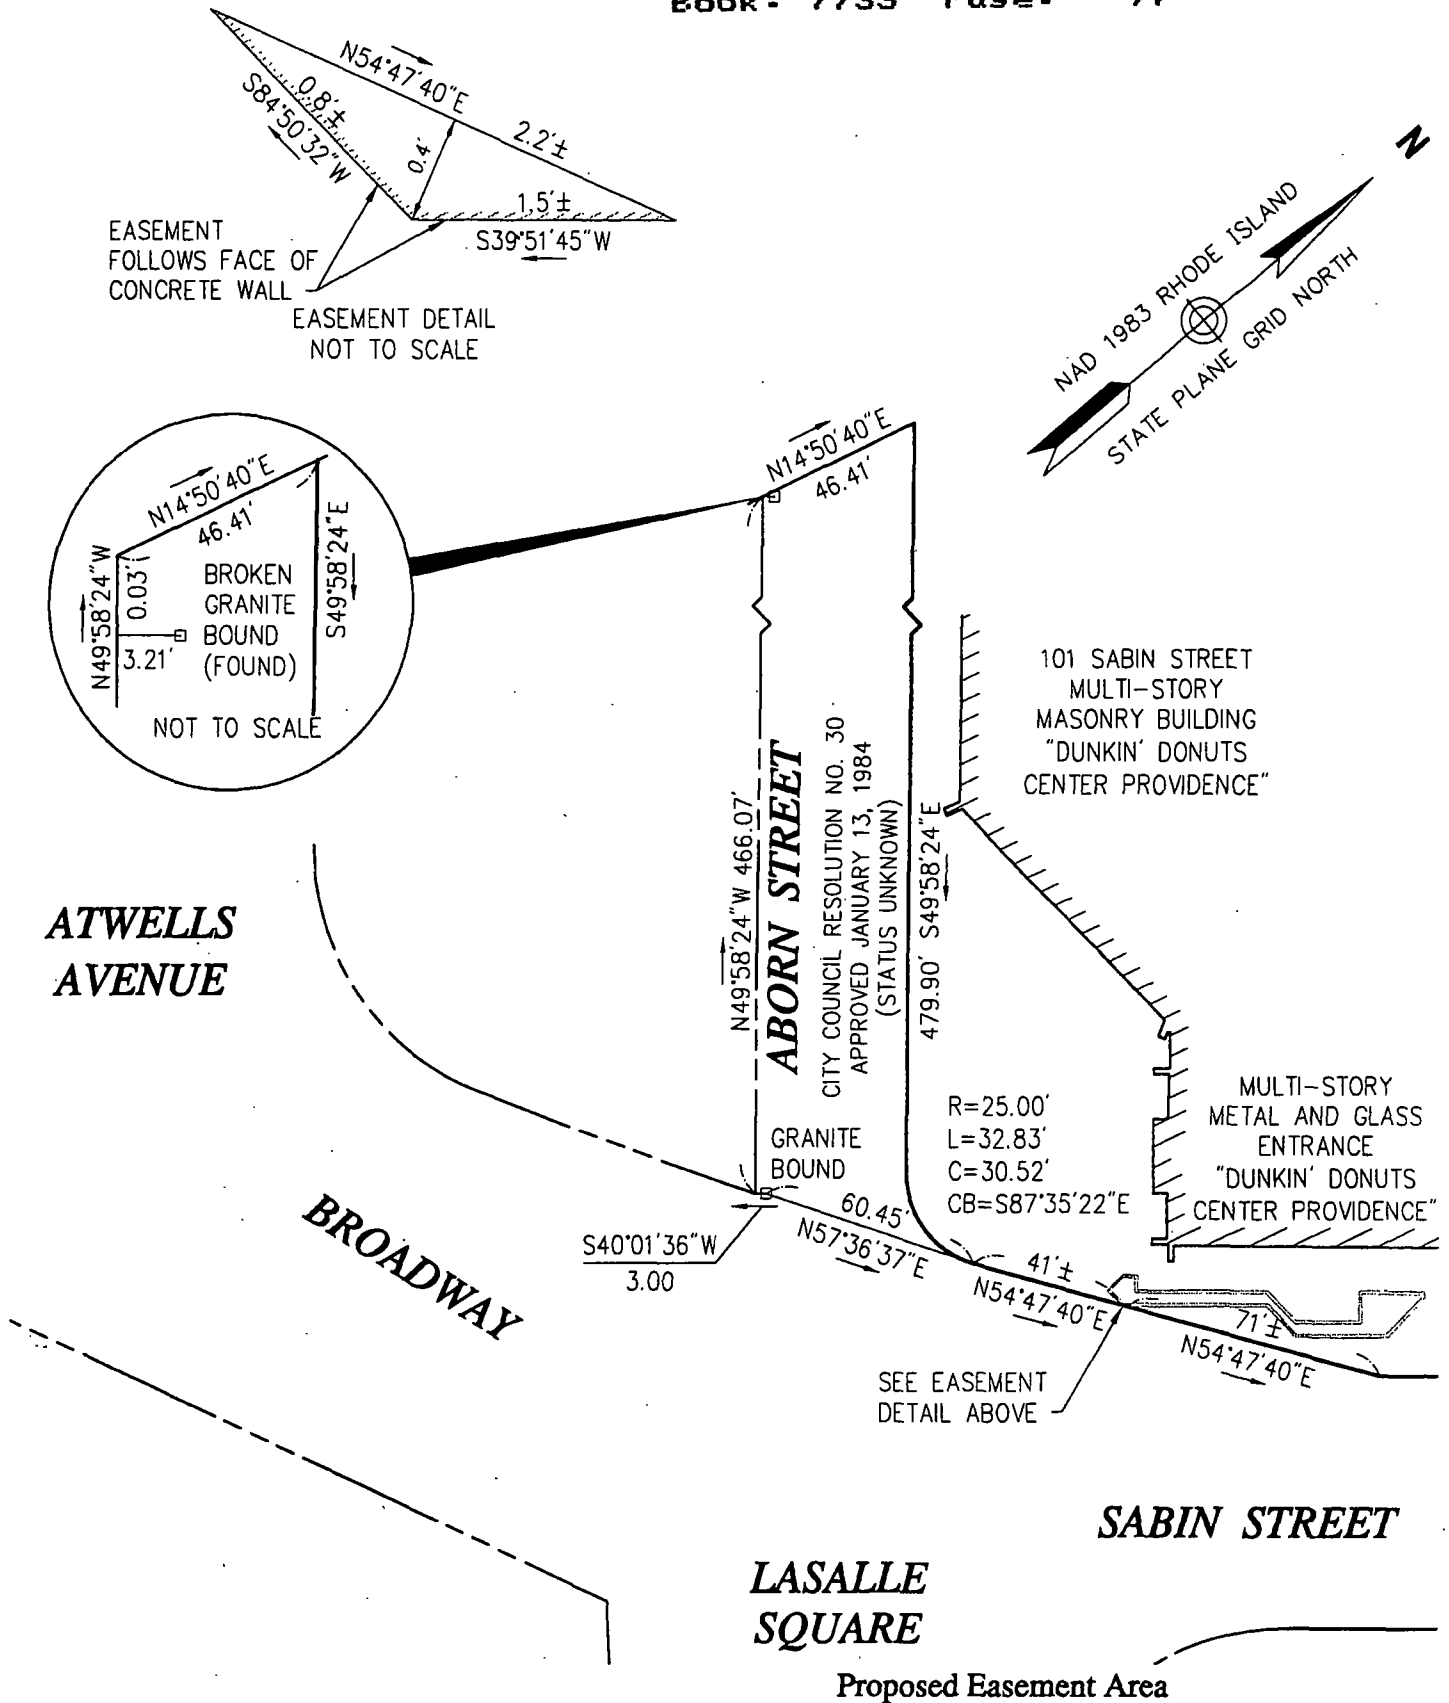 Book: 7733
N54°47'40"E
2.2'±
0.8'±
S84°50'32"W
0.4'
1.5'±
S39°51'45"W
EASEMENT
FOLLOWS FACE OF
CONCRETE WALL
EASEMENT DETAIL
NOT TO SCALE
N
NAD 1983 RHODE ISLAND
STATE PLANE GRID NORTH
N14°50'40"E
46.41'
N14°50'40"E
46.41'
N49°58'24"W
0.03'
3.21'
BROKEN
GRANITE
BOUND
(FOUND)
S49°58'24"E
NOT TO SCALE
101 SABIN STREET
MULTI-STORY
MASONRY BUILDING
"DUNKIN' DONUTS
CENTER PROVIDENCE"
N49°58'24"W 466.07'
ABORN STREET
CITY COUNCIL RESOLUTION NO. 30
APPROVED JANUARY 13, 1984
(STATUS UNKNOWN)
479.90' S49°58'24"E
ATWELLS
AVENUE
R=25.00'
L=32.83'
C=30.52'
CB=S87°35'22"E
MULTI-STORY
METAL AND GLASS
ENTRANCE
"DUNKIN' DONUTS
CENTER PROVIDENCE"
GRANITE
BOUND
60.45'
N57°36'37"E
S40°01'36"W
3.00
BROADWAY
41'±
N54°47'40"E
71'±
N54°47'40"E
SEE EASEMENT
DETAIL ABOVE
SABIN STREET
LASALLE
SQUARE
Proposed Easement Area